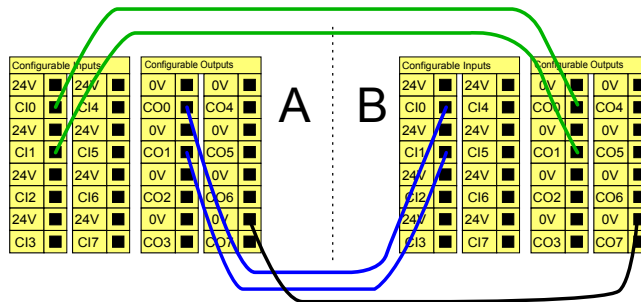 Configurable Inputs Configurable Outputs Configurable Inputs Configurable Outputs
24V 24V 0V 0V A B 24V 24V 0V 0V
CI0 CI4 CO0 CO4 CI0 CI4 CO0 CO4
24V 24V 0V 0V 24V 24V 0V 0V
CI1 CI5 CO1 CO5 CI1 CI5 CO1 CO5
24V 24V 0V 0V 24V 24V 0V 0V
CI2 CI6 CO2 CO6 CI2 CI6 CO2 CO6
24V 24V 0V 0V 24V 24V 0V 0V
CI3 CI7 CO3 CO7 CI3 CI7 CO3 CO7